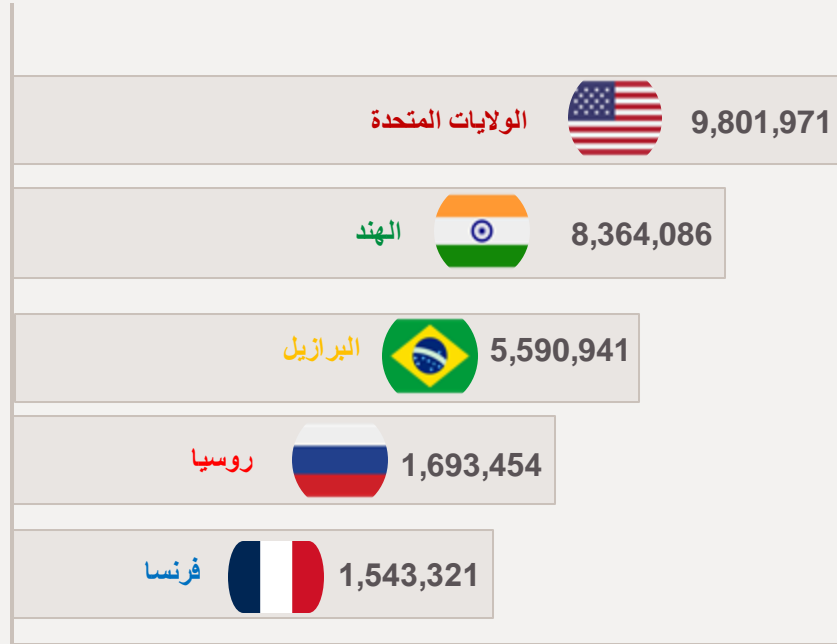 الولايات المتحدة 9,801,971
الهند 8,364,086
البرازيل 5,590,941
روسيا 1,693,454
فرنسا 1,543,321